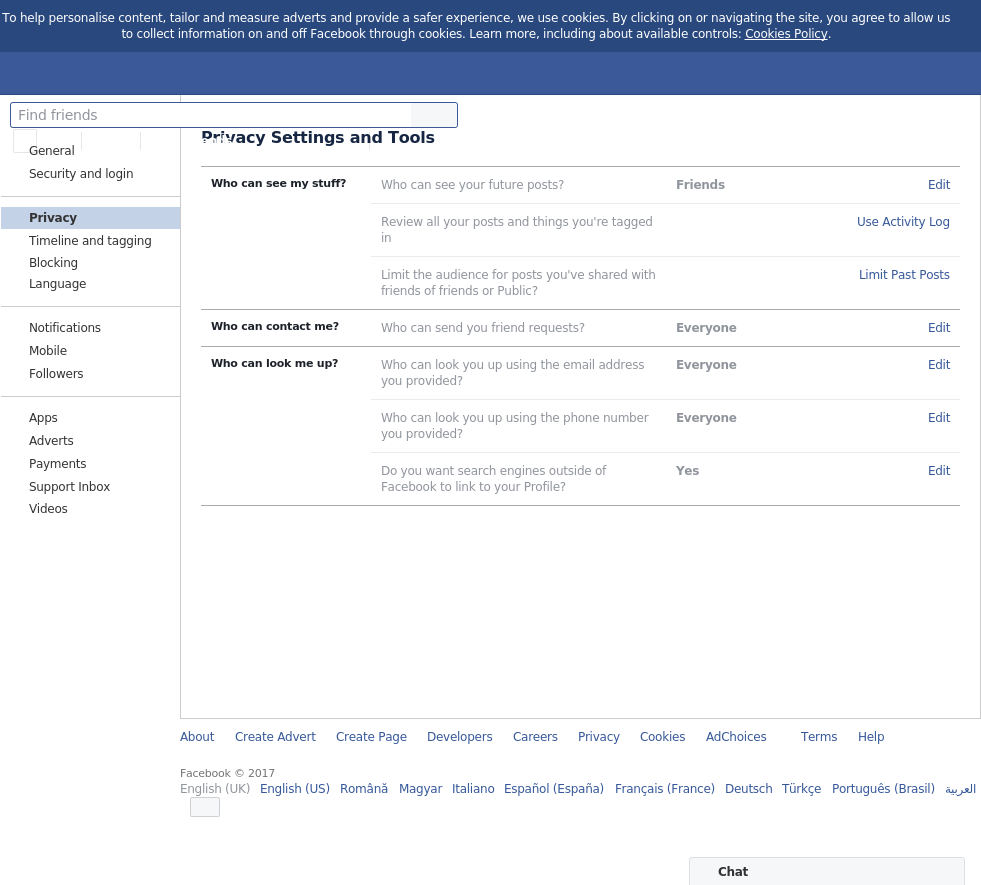 To help personalise content, tailor and measure adverts and provide a safer experience, we use cookies. By clicking on or navigating the site, you agree to allow us
to collect information on and off Facebook through cookies. Learn more, including about available controls: Cookies Policy.
Find friends
Privacy Settings and Tools
General
Security and login
Privacy
Timeline and tagging
Blocking
Language
Notifications
Mobile
Followers
Apps
Adverts
Payments
Support Inbox
Videos
Who can see my stuff?
Who can see your future posts?
Friends
Edit
Review all your posts and things you're tagged
in
Use Activity Log
Limit the audience for posts you've shared with
friends of friends or Public?
Limit Past Posts
Who can contact me?
Who can send you friend requests?
Everyone
Edit
Who can look me up?
Who can look you up using the email address
you provided?
Everyone
Edit
Who can look you up using the phone number
you provided?
Everyone
Edit
Do you want search engines outside of
Facebook to link to your Profile?
Yes
Edit
About Create Advert Create Page Developers Careers Privacy Cookies AdChoices Terms Help
Facebook © 2017
English (UK) English (US) Română Magyar Italiano Español (España) Français (France) Deutsch Türkçe Português (Brasil) العربية
Chat